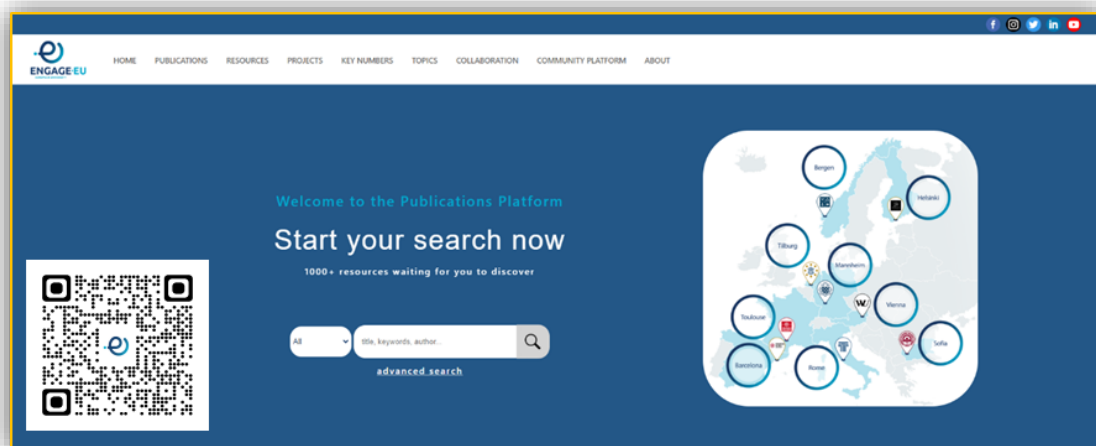 ENGAGE·EU
HOME PUBLICATIONS RESOURCES PROJECTS KEY NUMBERS TOPICS COLLABORATION COMMUNITY PLATFORM ABOUT
Welcome to the Publications Platform
Start your search now
1000+ resources waiting for you to discover
All
title, keywords, author...
advanced search
Bergen
Helsinki
Tilburg
Mannheim
Vienna
Toulouse
Sofia
Barcelona
Rome